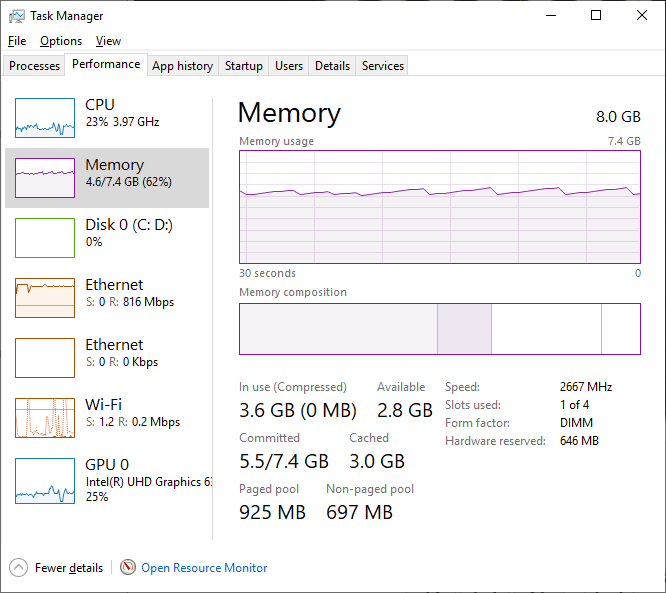 Task Manager
File Options View
Processes Performance App history Startup Users Details Services
CPU
23% 3.97 GHz
Memory
4.6/7.4 GB (62%)
Disk 0 (C: D:)
0%
Ethernet
S: 0 R: 816 Mbps
Ethernet
S: 0 R: 0 Kbps
Wi-Fi
S: 1.2 R: 0.2 Mbps
GPU 0
Intel(R) UHD Graphics 63
25%
Memory 8.0 GB
Memory usage 7.4 GB
30 seconds 0
Memory composition
In use (Compressed) Available
3.6 GB (0 MB) 2.8 GB
Committed Cached
5.5/7.4 GB 3.0 GB
Paged pool Non-paged pool
925 MB 697 MB
Speed: 2667 MHz
Slots used: 1 of 4
Form factor: DIMM
Hardware reserved: 646 MB
Fewer details Open Resource Monitor